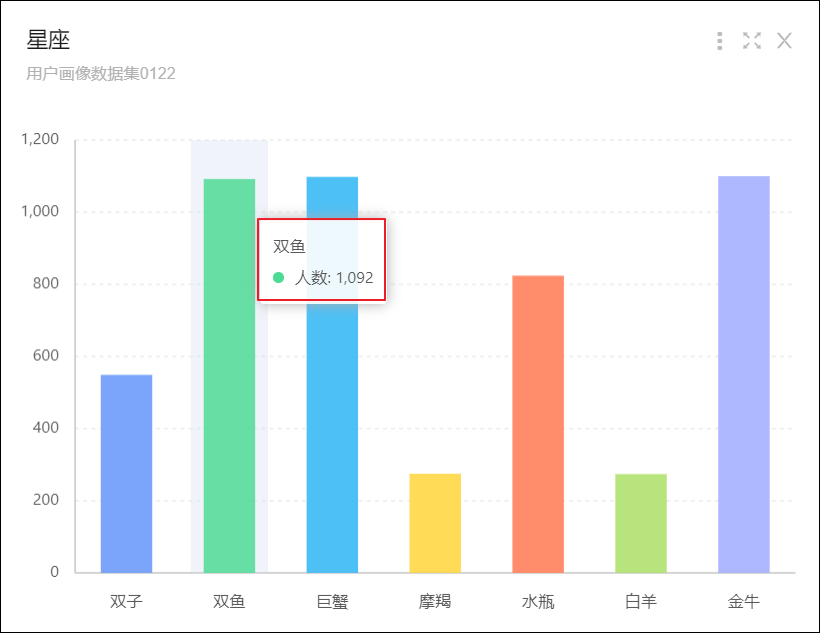 星座
用户画像数据集0122
1,200
1,000
800
600
400
200
0
双鱼
人数: 1,092
双子
双鱼
巨蟹
摩羯
水瓶
白羊
金牛